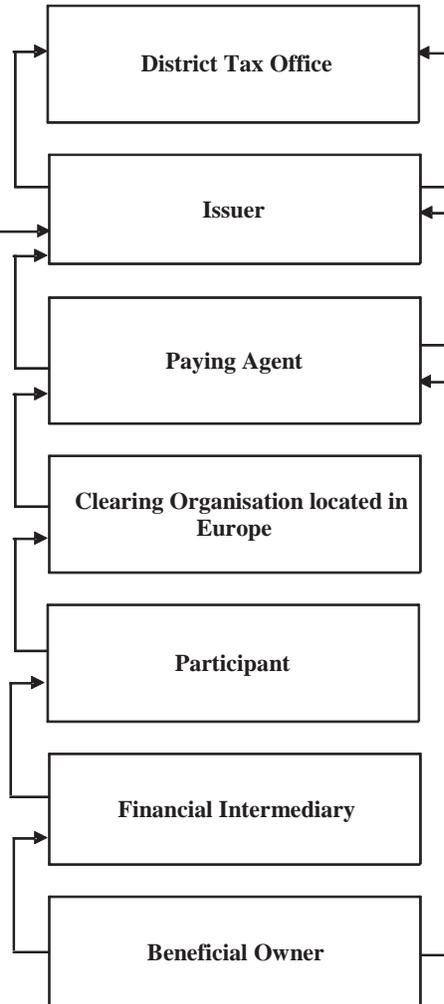 District Tax Office
Issuer
Paying Agent
Clearing Organisation located in
Europe
Participant
Financial Intermediary
Beneficial Owner